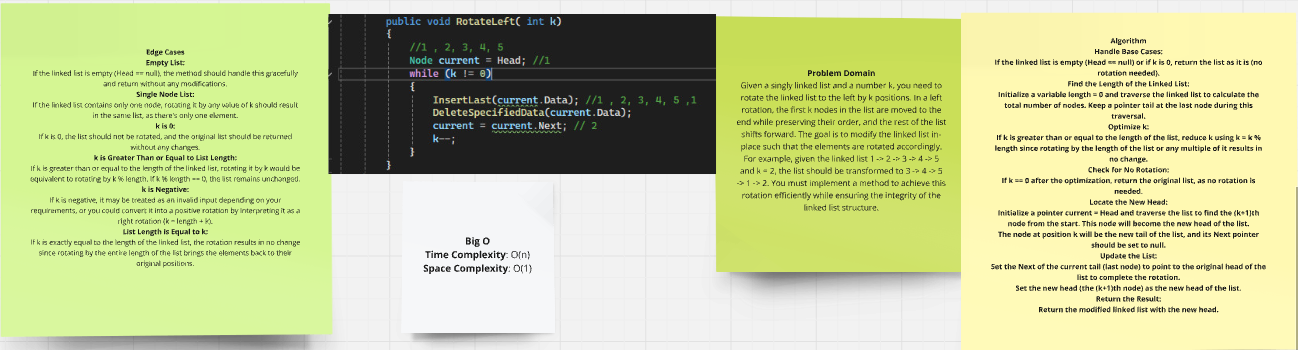 Edge Cases
Empty List:
If the linked list is empty (Head == null), the method should handle this gracefully
and return without any modifications.
Single Node List:
If the linked list contains only one node, rotating it by any value of k should result
in the same list, as there's only one element.
k is 0:
If k is 0, the list should not be rotated, and the original list should be returned
without any changes.
k is Greater Than or Equal to List Length:
If k is greater than or equal to the length of the linked list, rotating it by k would be
equivalent to rotating by k % length. If k % length == 0, the list remains unchanged.
k is Negative:
If k is negative, it may be treated as an invalid input depending on your
requirements, or you could convert it into a positive rotation by interpreting it as a
right rotation (k = length + k).
List Length is Equal to k:
If k is exactly equal to the length of the linked list, the rotation results in no change
since rotating by the entire length of the list brings the elements back to their
original positions.
public void RotateLeft( int k)
{
//1 , 2, 3, 4, 5
Node current = Head; //1
while (k != 0)
{
InsertLast(current.Data); //1 , 2, 3, 4, 5 ,1
DeleteSpecifiedData(current.Data);
current = current.Next; // 2
k--;
}
}
Big O
Time Complexity: O(n)
Space Complexity: O(1)
Problem Domain
Given a singly linked list and a number k, you need to
rotate the linked list to the left by k positions. In a left
rotation, the first k nodes in the list are moved to the
end while preserving their order, and the rest of the list
shifts forward. The goal is to modify the linked list in-
place such that the elements are rotated accordingly.
For example, given the linked list 1 -> 2 -> 3 -> 4 -> 5
and k = 2, the list should be transformed to 3 -> 4 -> 5
-> 1 -> 2. You must implement a method to achieve this
rotation efficiently while ensuring the integrity of the
linked list structure.
Algorithm
Handle Base Cases:
If the linked list is empty (Head == null) or if k is 0, return the list as it is (no
rotation needed).
Find the Length of the Linked List:
Initialize a variable length = 0 and traverse the linked list to calculate the
total number of nodes. Keep a pointer tail at the last node during this
traversal.
Optimize k:
If k is greater than or equal to the length of the list, reduce k using k = k %
length since rotating by the length of the list or any multiple of it results in
no change.
Check for No Rotation:
If k == 0 after the optimization, return the original list, as no rotation is
needed.
Locate the New Head:
Initialize a pointer current = Head and traverse the list to find the (k+1)th
node from the start. This node will become the new head of the list.
The node at position k will be the new tail of the list, and its Next pointer
should be set to null.
Update the List:
Set the Next of the current tail (last node) to point to the original head of the
list to complete the rotation.
Set the new head (the (k+1)th node) as the new head of the list.
Return the Result:
Return the modified linked list with the new head.